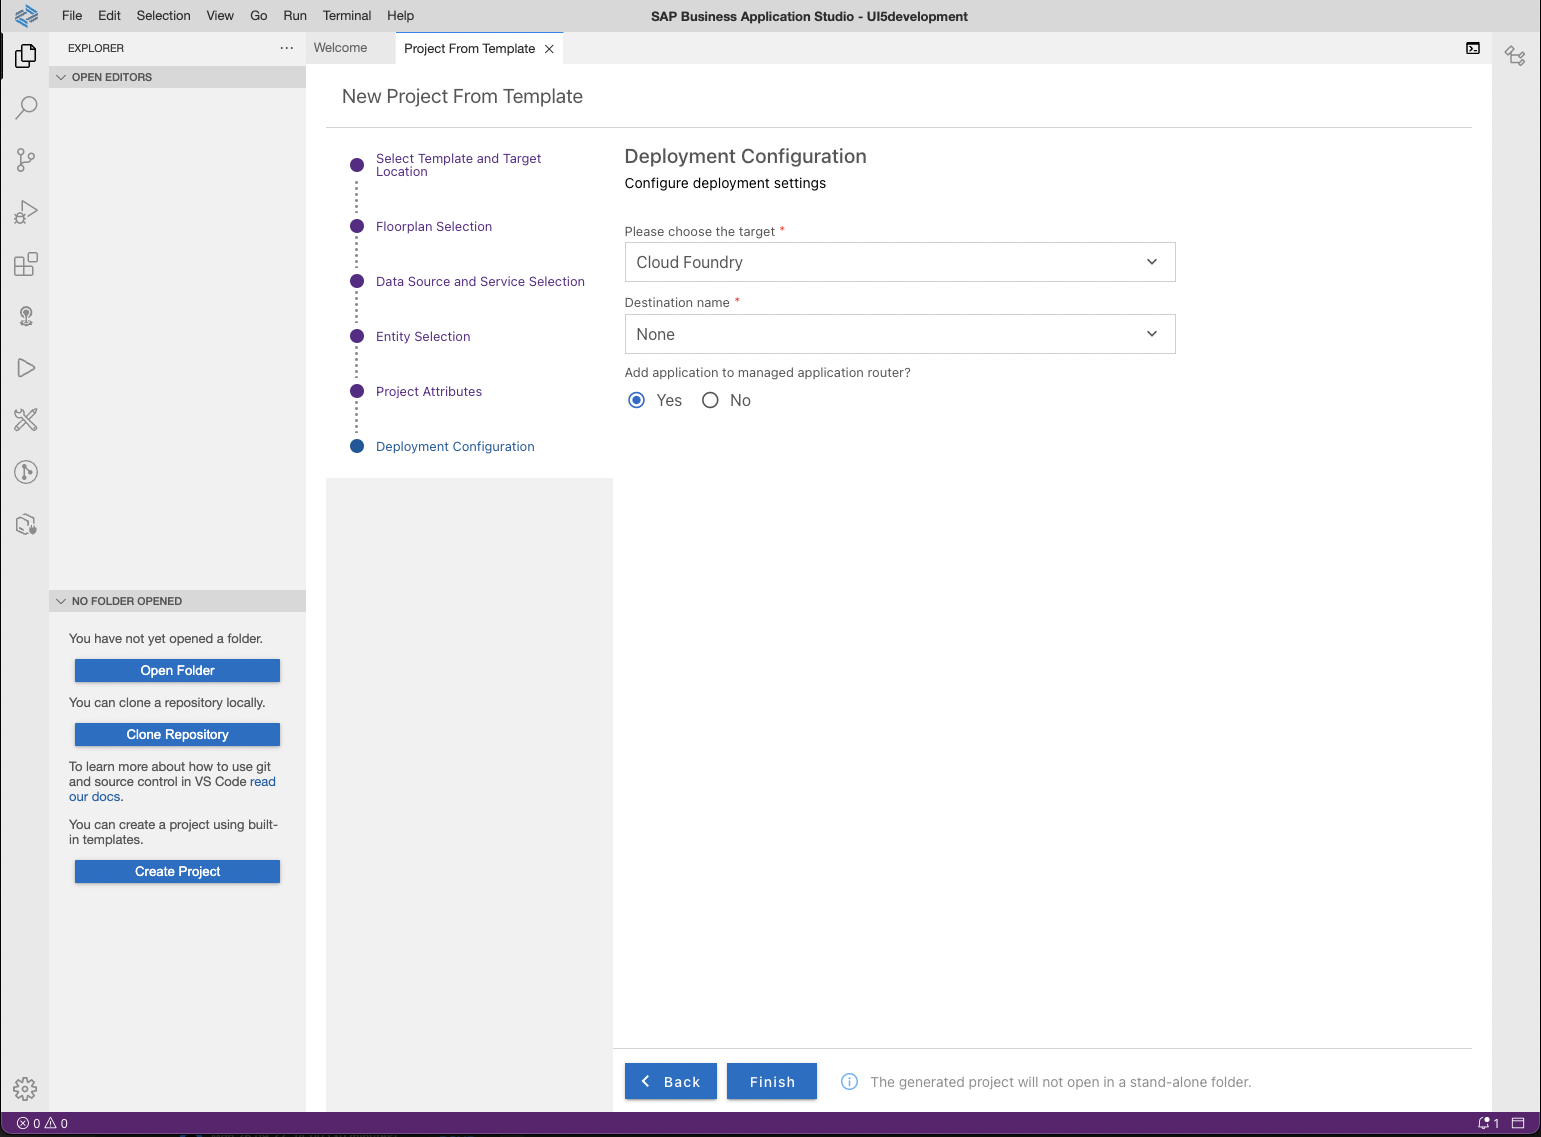 File Edit Selection View Go Run Terminal Help
SAP Business Application Studio - UI5development
EXPLORER
Welcome
Project From Template
OPEN EDITORS
New Project From Template
Select Template and Target
Location
Floorplan Selection
Data Source and Service Selection
Entity Selection
Project Attributes
Deployment Configuration
Deployment Configuration
Configure deployment settings
Please choose the target *
Cloud Foundry
Destination name *
None
Add application to managed application router?
Yes No
NO FOLDER OPENED
You have not yet opened a folder.
Open Folder
You can clone a repository locally.
Clone Repository
To learn more about how to use git
and source control in VS Code read
our docs.
You can create a project using built-
in templates.
Create Project
Back
Finish
The generated project will not open in a stand-alone folder.
0 0
1